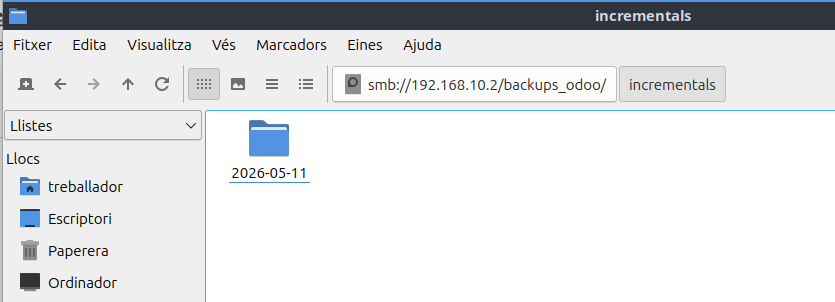 incrementals
Fitxer Edita Visualitza Vés Marcadors Eines Ajuda
smb://192.168.10.2/backups_odoo/ incrementals
Llistes
Llocs
treballador
Escriptori
Paperera
Ordinador
2026-05-11